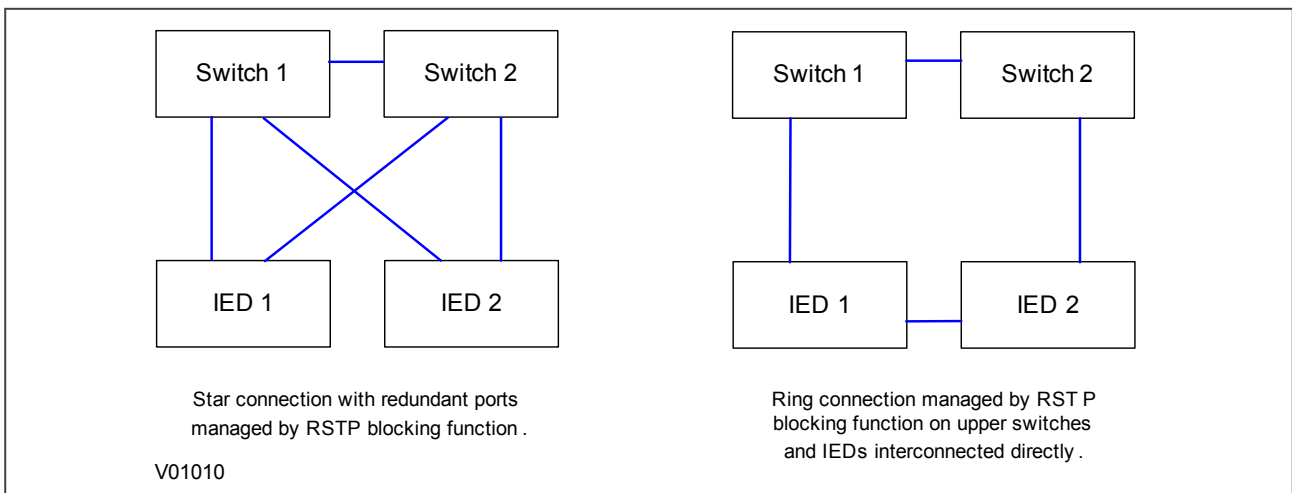 Switch 1
Switch 2
IED 1
IED 2
Star connection with redundant ports
managed by RSTP blocking function .
Switch 1
Switch 2
IED 1
IED 2
Ring connection managed by RST P
blocking function on upper switches
and IEDs interconnected directly .
V01010